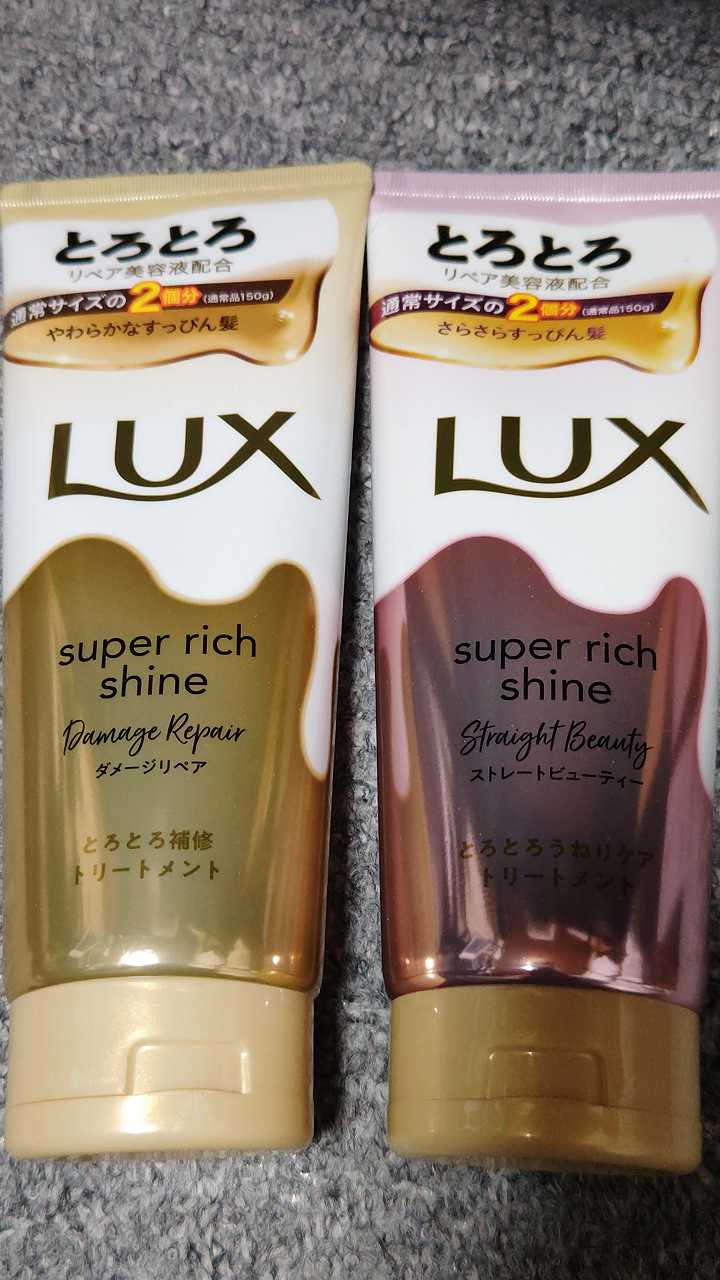 とろとろ
リペア美容液配合
通常サイズの2個分(通常品150g)
やわらかなすっぴん髪
LUX
super rich
shine
Damage Repair
ダメージリペア
とろとろ補修
トリートメント
とろとろ
リペア美容液配合
通常サイズの2個分(通常品150g)
さらさらすっぴん髪
LUX
super rich
shine
Straight Beauty
ストレートビューティー
とろとろうねりケア
トリートメント